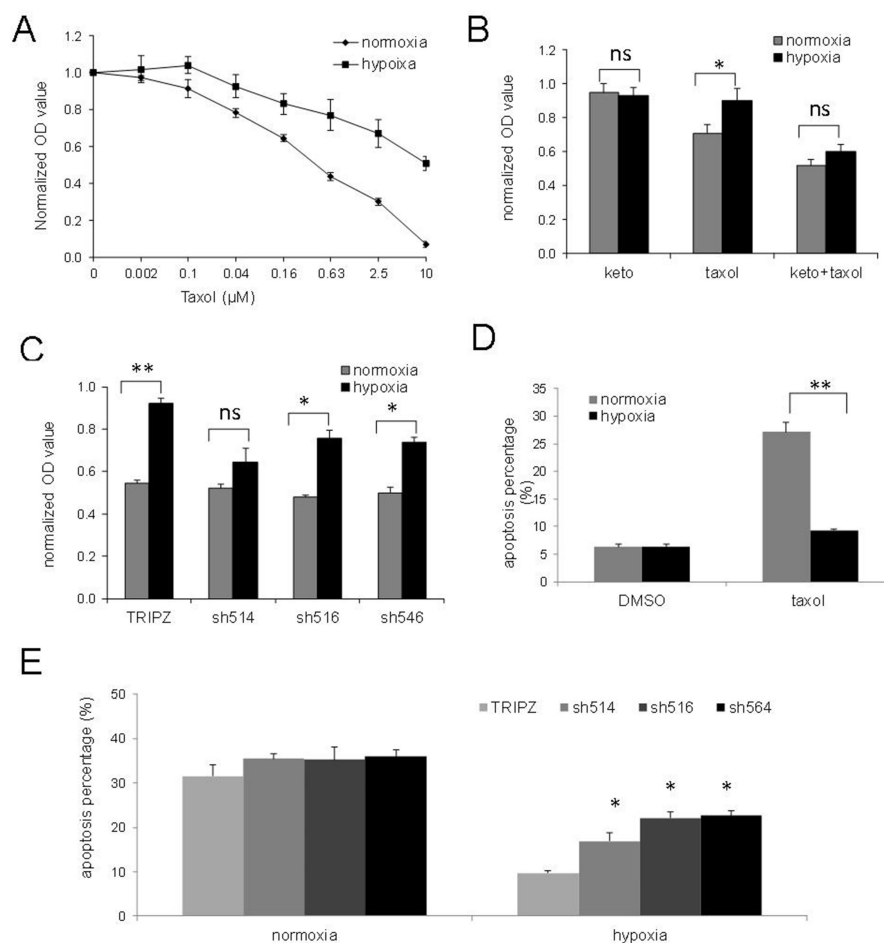 A
Normalized OD value
1.2
1.0
0.8
0.6
0.4
0.2
0.0
normoxia
hypoixa
0 0.002 0.1 0.04 0.16 0.63 2.5 10
Taxol (µM)
B
normalized OD value
1.2
1.0
0.8
0.6
0.4
0.2
0.0
normoxia
hypoxia
ns * ns
keto taxol keto+taxol
C
normalized OD value
1.0
0.8
0.6
0.4
0.2
0.0
normoxia
hypoxia
** ns * *
TRIPZ sh514 sh516 sh546
D
apoptosis percentage
(%)
35
30
25
20
15
10
5
0
normoxia
hypoxia
**
DMSO taxol
E
apoptosis percentage (%)
50
40
30
20
10
0
TRIPZ sh514 sh516 sh564
* * *
normoxia hypoxia